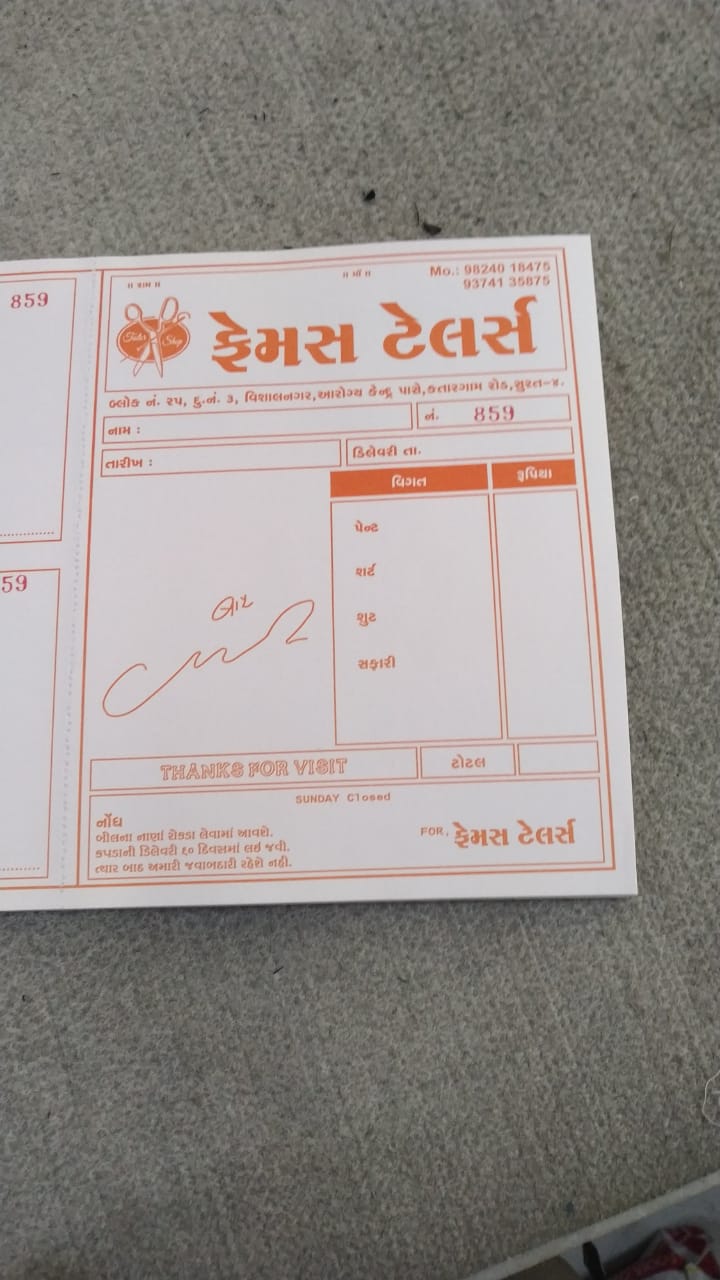 859
59
॥ રામ ॥
॥ માઁ ॥
Mo.: 98240 18475
93741 35875
Tailor Shop
ફેમસ ટેલર્સ
બ્લોક નં. ૨૫, દુ.નં. ૩, વિશાલનગર,આરોગ્ય કેન્દ્ર પાસે,કતારગામ રોડ,સુરત-૪.
નામ :
નં. 859
તારીખ :
ડિલેવરી તા.
વિગત રૂપિયા
પેન્ટ
શર્ટ
શુટ
સફારી
બાય
THANKS FOR VISIT
ટોટલ
SUNDAY Closed
નોંધ
બીલના નાણાં રોકડા લેવામાં આવશે.
કપડાની ડિલેવરી ૬૦ દિવસમાં લઇ જવી.
ત્યાર બાદ અમારી જવાબદારી રહેશે નહી.
FOR, ફેમસ ટેલર્સ